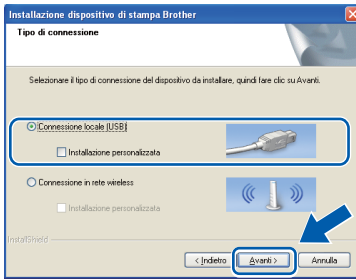 Installazione dispositivo di stampa Brother
Tipo di connessione
Selezionare il tipo di connessione del dispositivo da installare, quindi fare clic su Avanti.
Connessione locale (USB)
Installazione personalizzata
Connessione in rete wireless
Installazione personalizzata
InstallShield
< Indietro
Avanti >
Annulla